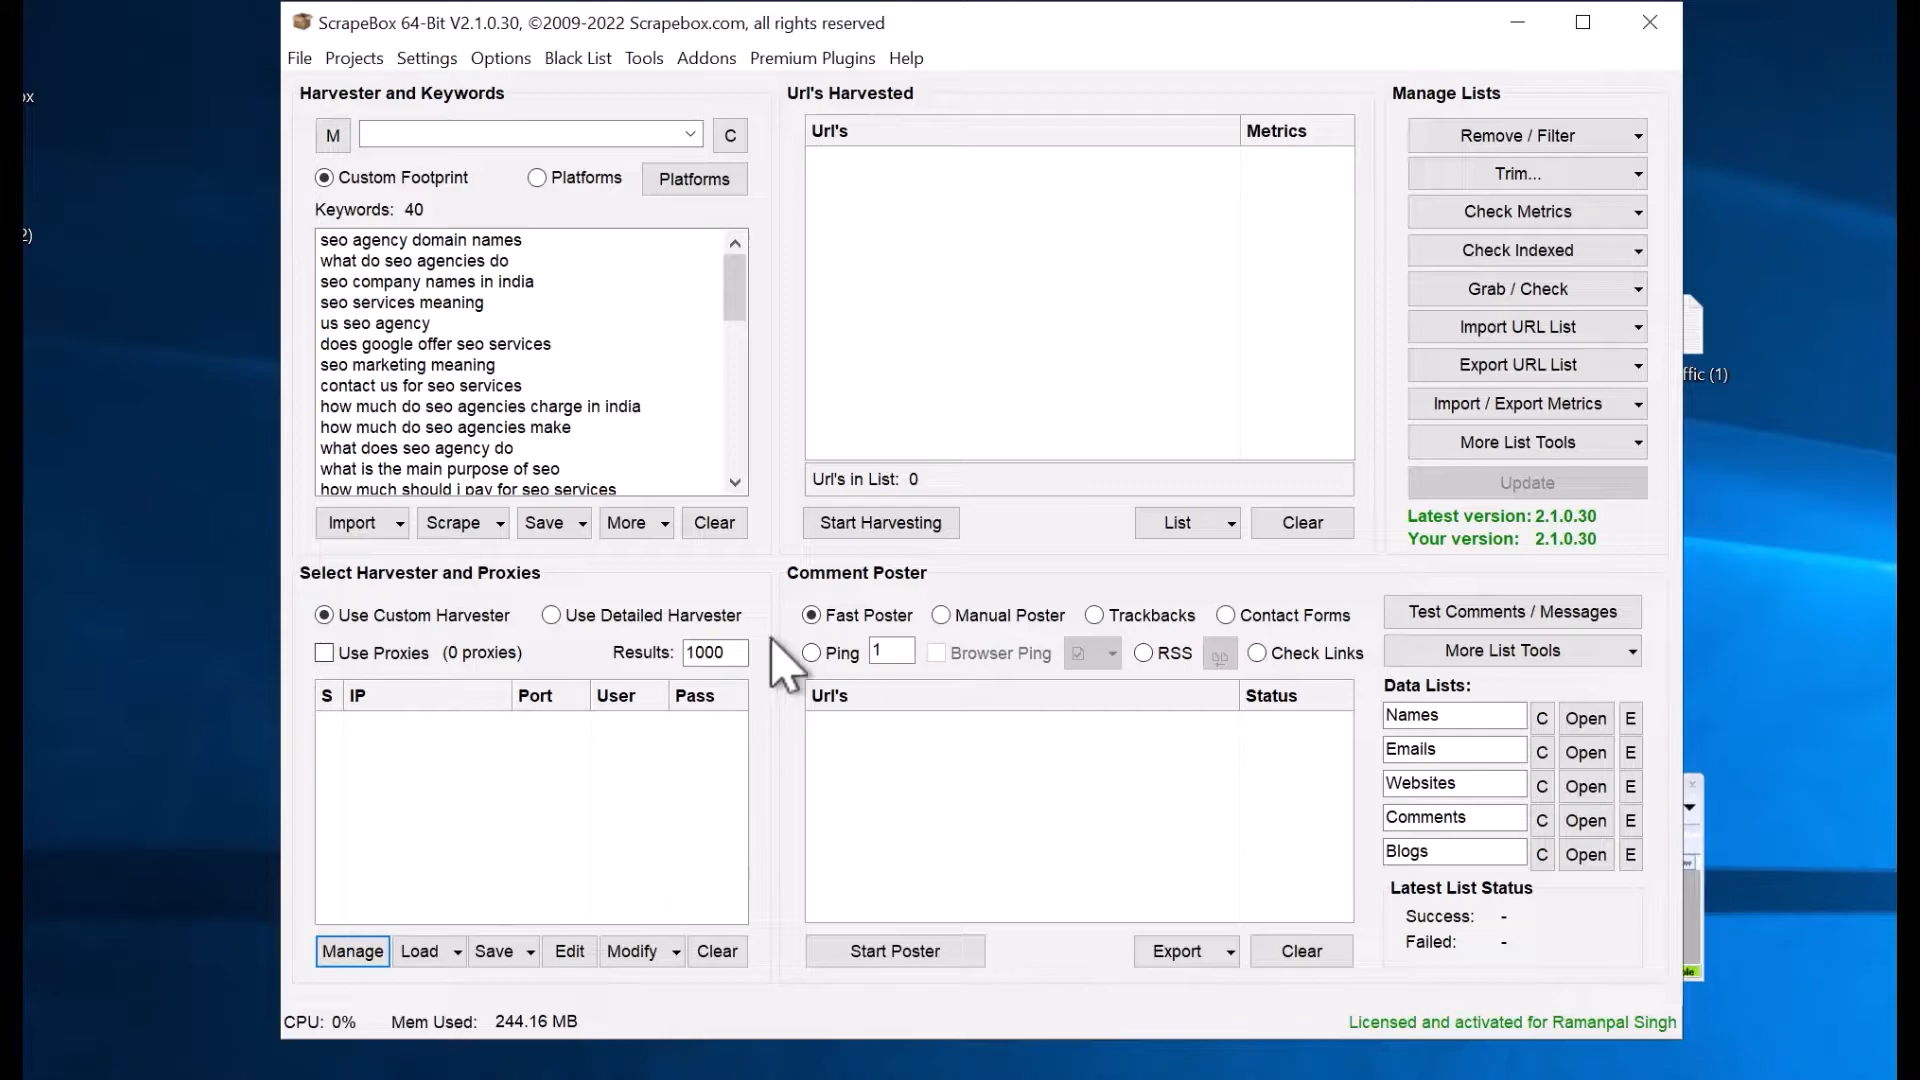 ScrapeBox 64-Bit V2.1.0.30, ©2009-2022 Scrapebox.com, all rights reserved
File Projects Settings Options Black List Tools Addons Premium Plugins Help
Harvester and Keywords
M
C
Custom Footprint
Platforms
Platforms
Keywords: 40
seo agency domain names
what do seo agencies do
seo company names in india
seo services meaning
us seo agency
does google offer seo services
seo marketing meaning
contact us for seo services
how much do seo agencies charge in india
how much do seo agencies make
what does seo agency do
what is the main purpose of seo
how much should i pay for seo services
Import
Scrape
Save
More
Clear
Url's Harvested
Url's Metrics
Url's in List: 0
Start Harvesting
List
Clear
Manage Lists
Remove / Filter
Trim...
Check Metrics
Check Indexed
Grab / Check
Import URL List
Export URL List
Import / Export Metrics
More List Tools
Update
Latest version: 2.1.0.30
Your version: 2.1.0.30
Select Harvester and Proxies
Use Custom Harvester
Use Detailed Harvester
Use Proxies (0 proxies)
Results: 1000
S IP Port User Pass
Manage
Load
Save
Edit
Modify
Clear
Comment Poster
Fast Poster
Manual Poster
Trackbacks
Contact Forms
Ping 1
Browser Ping
RSS
Check Links
Url's Status
Start Poster
Export
Clear
Test Comments / Messages
More List Tools
Data Lists:
Names C Open E
Emails C Open E
Websites C Open E
Comments C Open E
Blogs C Open E
Latest List Status
Success: -
Failed: -
CPU: 0% Mem Used: 244.16 MB
Licensed and activated for Ramanpal Singh
ox
2)
ffic (1)